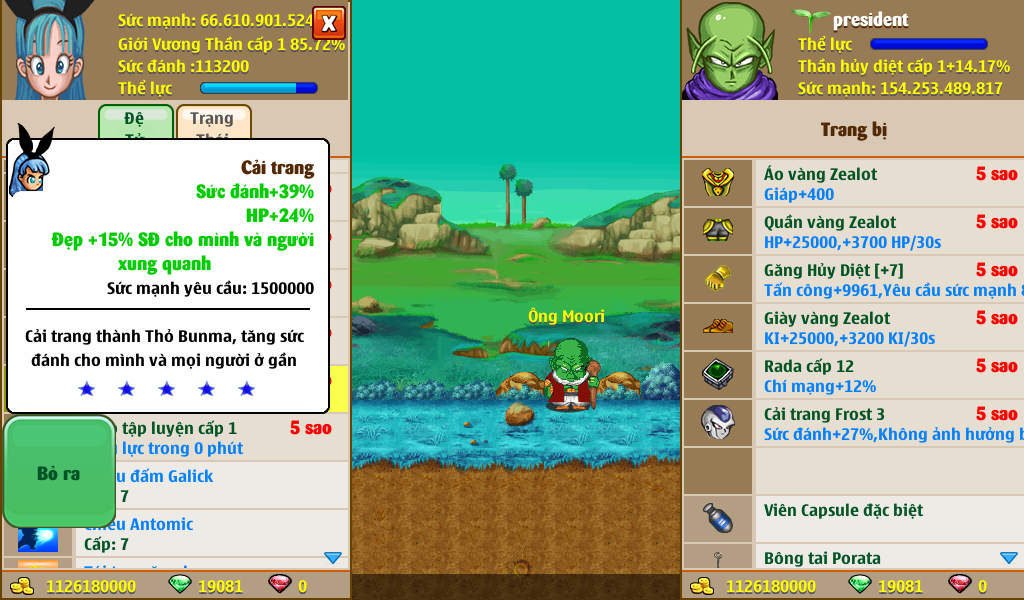 Sức mạnh: 66.610.901.524
X
Giới Vương Thần cấp 1 85.72%
Sức đánh :113200
Thể lực
Đệ
Trạng
Cải trang
Sức đánh+39%
HP+24%
Đẹp +15% SĐ cho mình và người
xung quanh
Sức mạnh yêu cầu: 1500000
Cải trang thành Thỏ Bunma, tăng sức
đánh cho mình và mọi người ở gần
tập luyện cấp 1
5 sao
lực trong 0 phút
Bỏ ra
đấm Galick
7
Antomic
Cấp: 7
1126180000
19081
0
Ông Moori
president
Thể lực
Thần hủy diệt cấp 1+14.17%
Sức mạnh: 154.253.489.817
Trang bị
Áo vàng Zealot
5 sao
Giáp+400
Quần vàng Zealot
5 sao
HP+25000,+3700 HP/30s
Găng Hủy Diệt [+7]
5 sao
Tấn công+9961,Yêu cầu sức mạnh
Giày vàng Zealot
5 sao
KI+25000,+3200 KI/30s
Rada cấp 12
5 sao
Chí mạng+12%
Cải trang Frost 3
5 sao
Sức đánh+27%,Không ảnh hưởng
Viên Capsule đặc biệt
Bông tai Porata
1126180000
19081
0